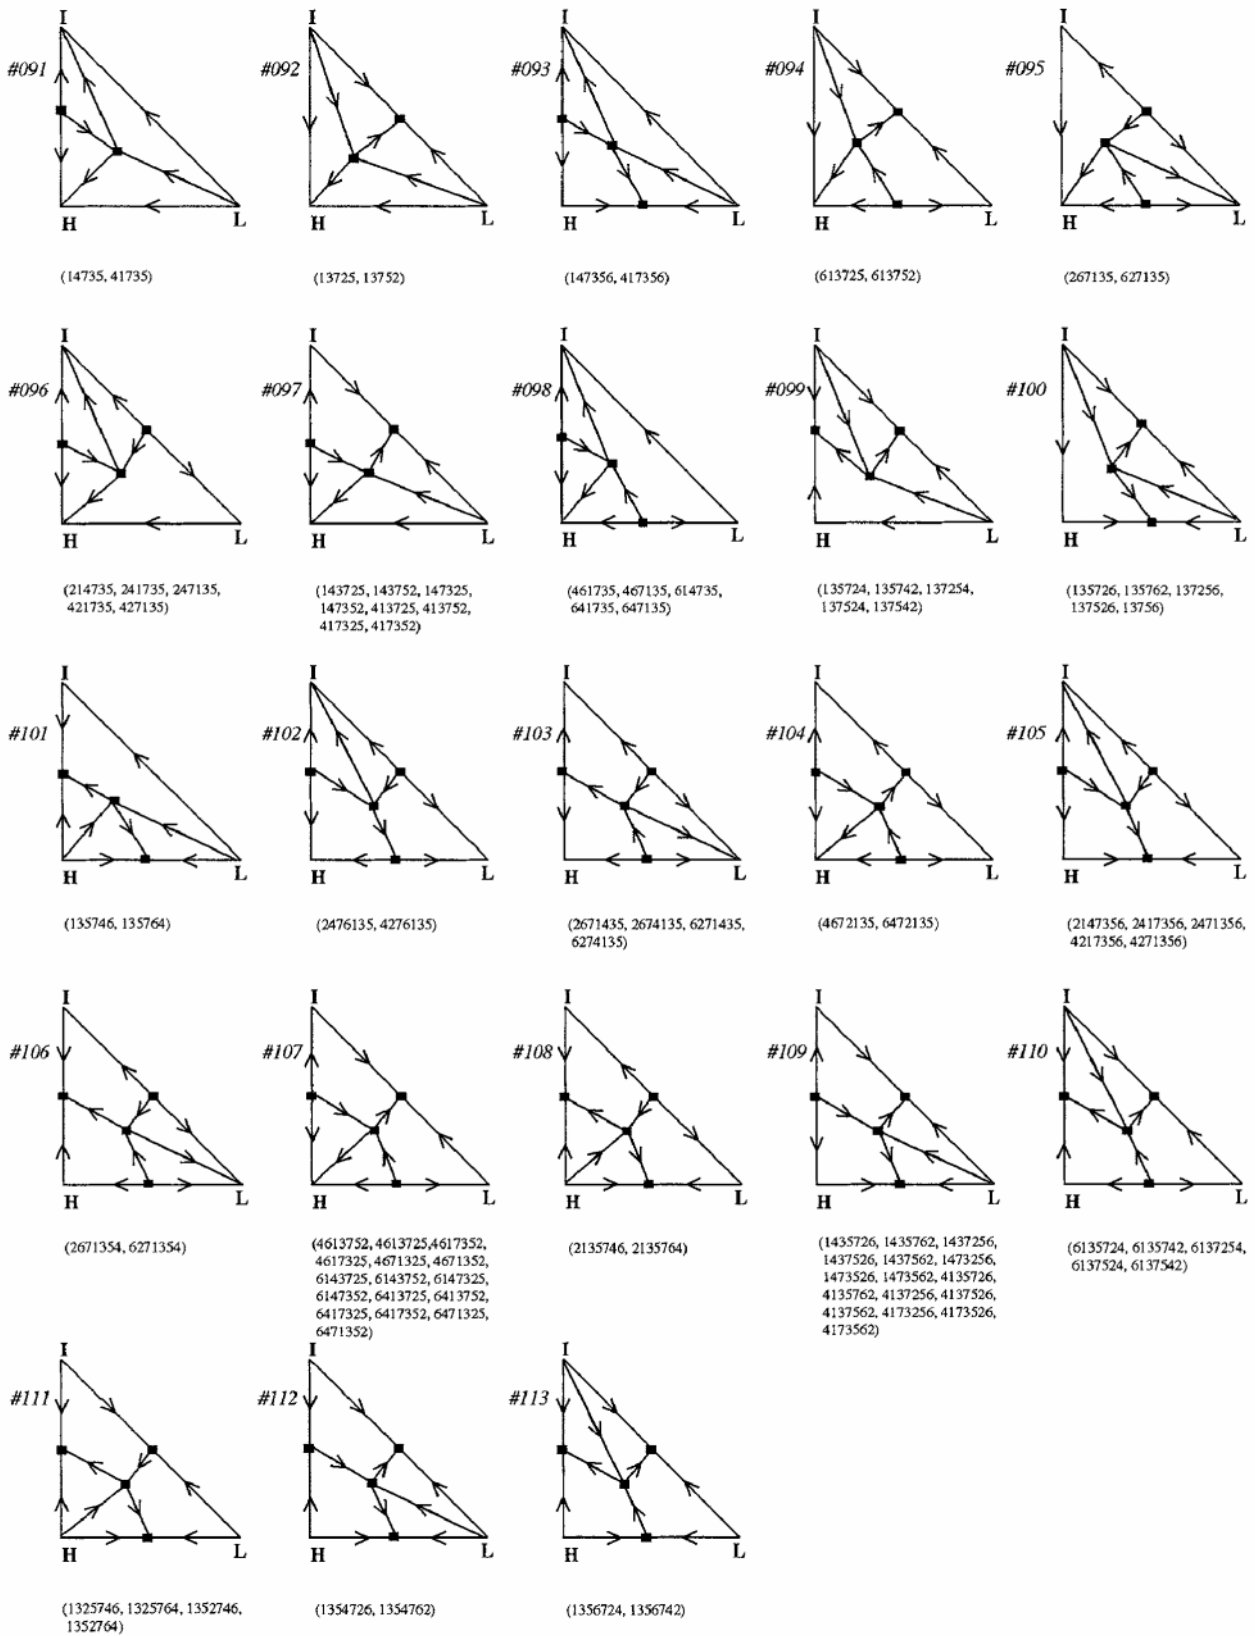 I I I I I
#091 #092 #093 #094 #095
H L H L H L H L H L
(14735, 41735) (13725, 13752) (147356, 417356) (613725, 613752) (267135, 627135)
I I I I I
#096 #097 #098 #099 #100
H L H L H L H L H L
(214735, 241735, 247135, (143725, 143752, 147325, (461735, 467135, 614735, (135724, 135742, 137254, (135726, 135762, 137256,
421735, 427135) 147352, 413725, 413752, 641735, 647135) 137524, 137542) 137526, 13756)
417325, 417352)
I I I I I
#101 #102 #103 #104 #105
H L H L H L H L H L
(135746, 135764) (2476135, 4276135) (2671435, 2674135, 6271435, (4672135, 6472135) (2147356, 2417356, 2471356,
6274135) 4217356, 4271356)
I I I I I
#106 #107 #108 #109 #110
H L H L H L H L H L
(2671354, 6271354) (4613752, 4613725,4617352, (2135746, 2135764) (1435726, 1435762, 1437256, (6135724, 6135742, 6137254,
4617325, 4671325, 4671352, 1437526, 1437562, 1473256, 6137524, 6137542)
6143725, 6143752, 6147325, 1473526, 1473562, 4135726,
6147352, 6413725, 6413752, 4135762, 4137256, 4137526,
6417325, 6417352, 6471325, 4137562, 4173256, 4173526,
6471352) 4173562)
I I I
#111 #112 #113
H L H L H L
(1325746, 1325764, 1352746, (1354726, 1354762) (1356724, 1356742)
1352764)